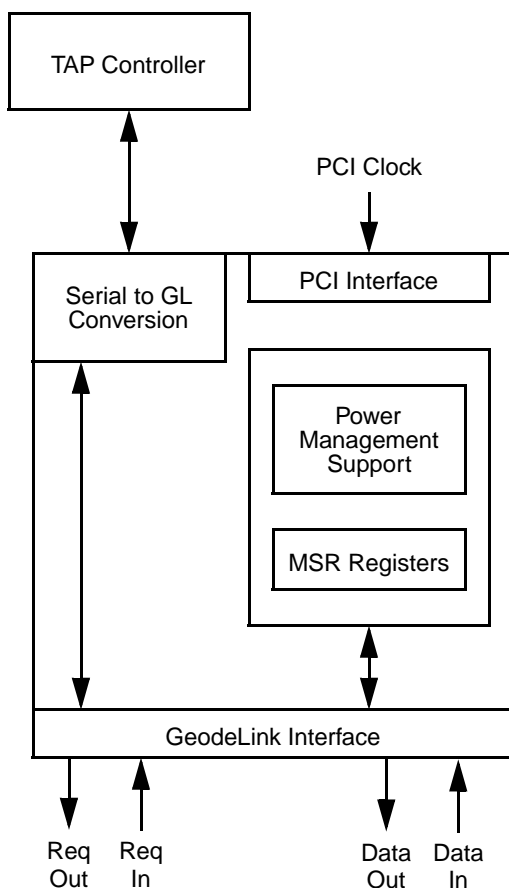 TAP Controller
PCI Clock
Serial to GL
Conversion
PCI Interface
Power
Management
Support
MSR Registers
GeodeLink Interface
Req
Out
Req
In
Data
Out
Data
In